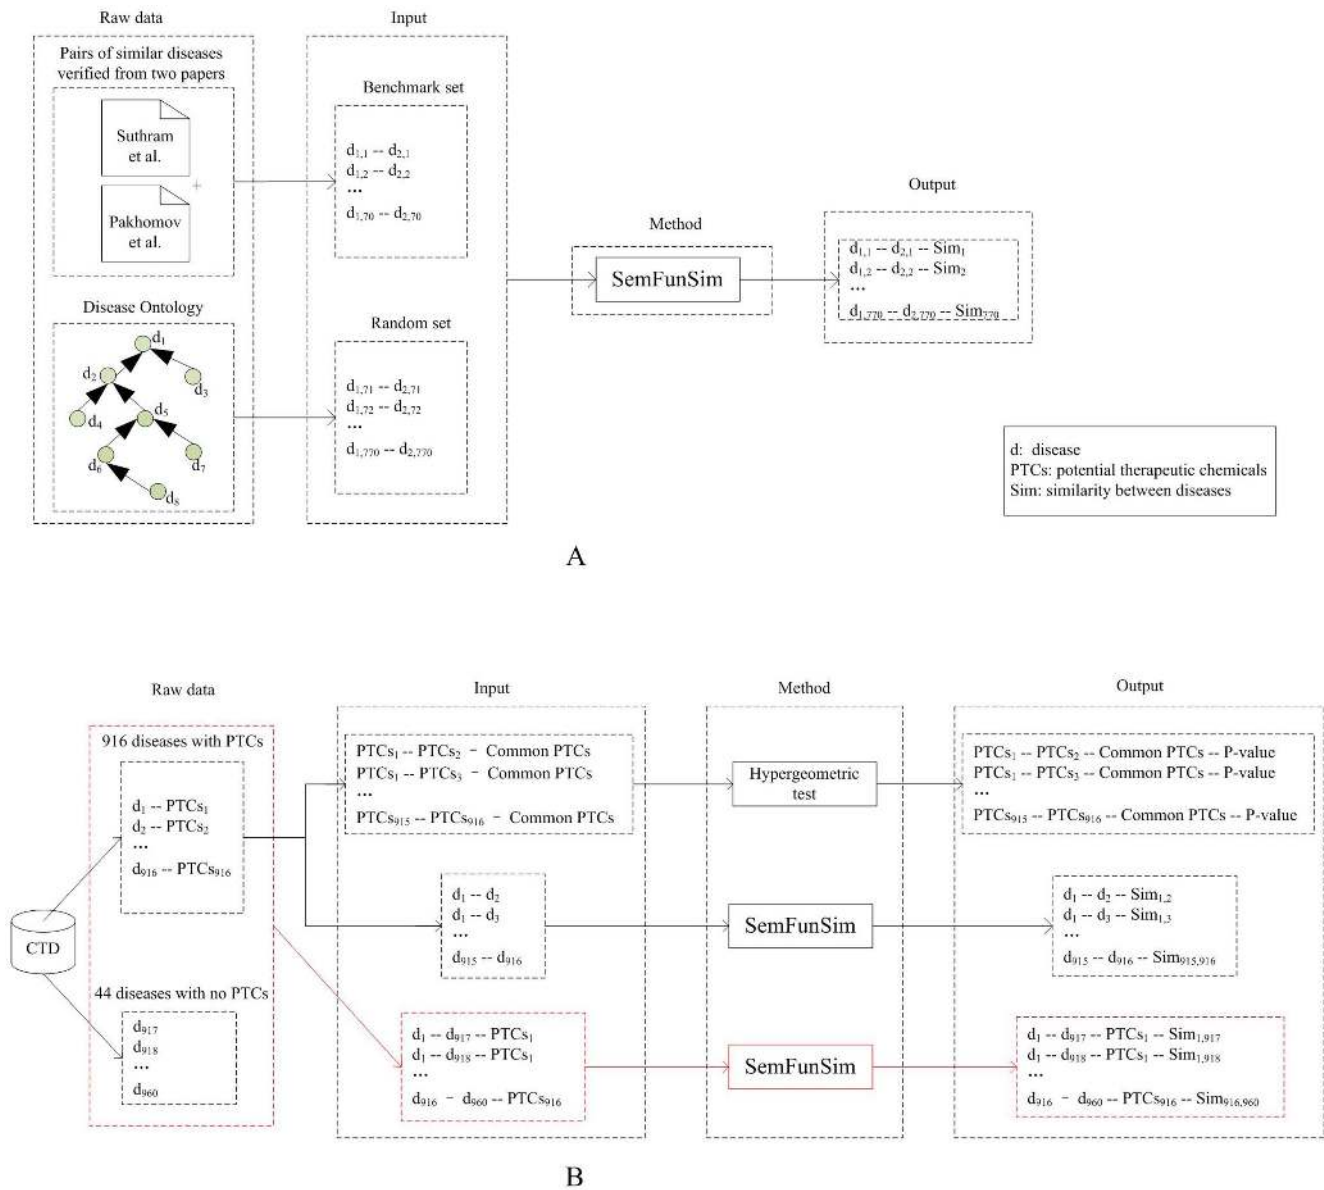 Raw data
Input
Pairs of similar diseases
verified from two papers
Suthram
et al.
+
Pakhomov
et al.
Benchmark set
d1,1 -- d2,1
d1,2 -- d2,2
...
d1,70 -- d2,70
Disease Ontology
d1
d2
d3
d4
d5
d6
d7
d8
Random set
d1,71 -- d2,71
d1,72 -- d2,72
...
d1,770 -- d2,770
Method
SemFunSim
Output
d1,1 -- d2,1 -- Sim1
d1,2 -- d2,2 -- Sim2
...
d1,770 -- d2,770 -- Sim770
d: disease
PTCs: potential therapeutic chemicals
Sim: similarity between diseases
A
Raw data
Input
Method
Output
916 diseases with PTCs
d1 -- PTCs1
d2 -- PTCs2
...
d916 -- PTCs916
CTD
44 diseases with no PTCs
d917
d918
...
d960
PTCs1 -- PTCs2 - Common PTCs
PTCs1 -- PTCs3 - Common PTCs
...
PTCs915 -- PTCs916 - Common PTCs
Hypergeometric
test
PTCs1 -- PTCs2 -- Common PTCs -- P-value
PTCs1 -- PTCs3 -- Common PTCs -- P-value
...
PTCs915 -- PTCs916 -- Common PTCs -- P-value
d1 -- d2
d1 -- d3
...
d915 -- d916
SemFunSim
d1 -- d2 -- Sim1,2
d1 -- d3 -- Sim1,3
...
d915 -- d916 -- Sim915,916
d1 -- d917 -- PTCs1
d1 -- d918 -- PTCs1
...
d916 - d960 -- PTCs916
SemFunSim
d1 -- d917 -- PTCs1 -- Sim1,917
d1 -- d918 -- PTCs1 -- Sim1,918
...
d916 - d960 -- PTCs916 -- Sim916,960
B